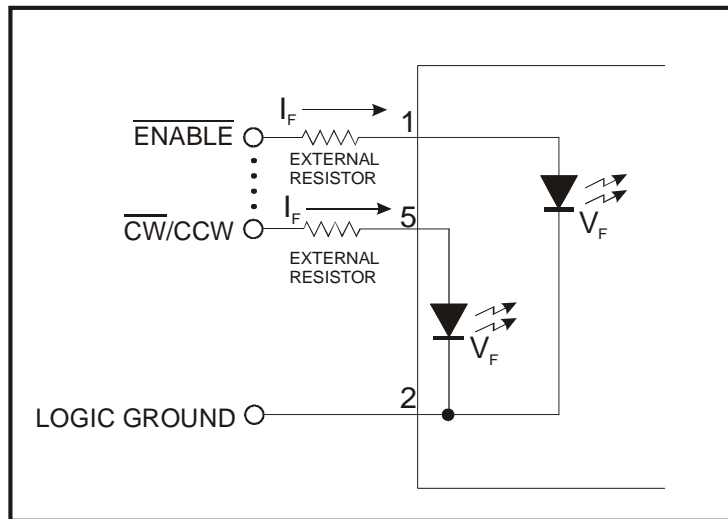 I_F 1
ENABLE
EXTERNAL
RESISTOR
V_F
I_F 5
CW/CCW
EXTERNAL
RESISTOR
V_F
LOGIC GROUND 2